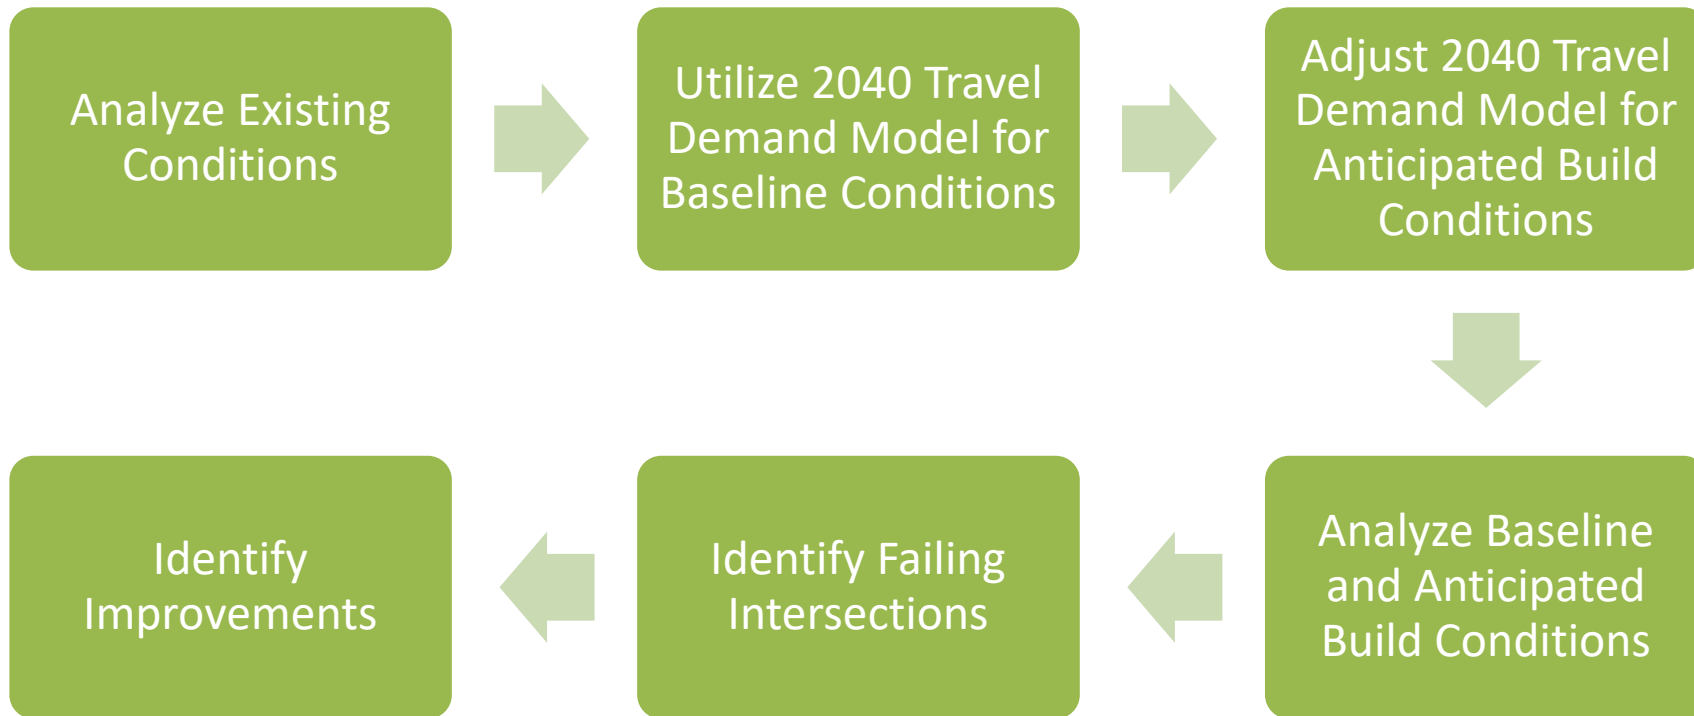 Analyze Existing
Conditions
Utilize 2040 Travel
Demand Model for
Baseline Conditions
Adjust 2040 Travel
Demand Model for
Anticipated Build
Conditions
Analyze Baseline
and Anticipated
Build Conditions
Identify Failing
Intersections
Identify
Improvements